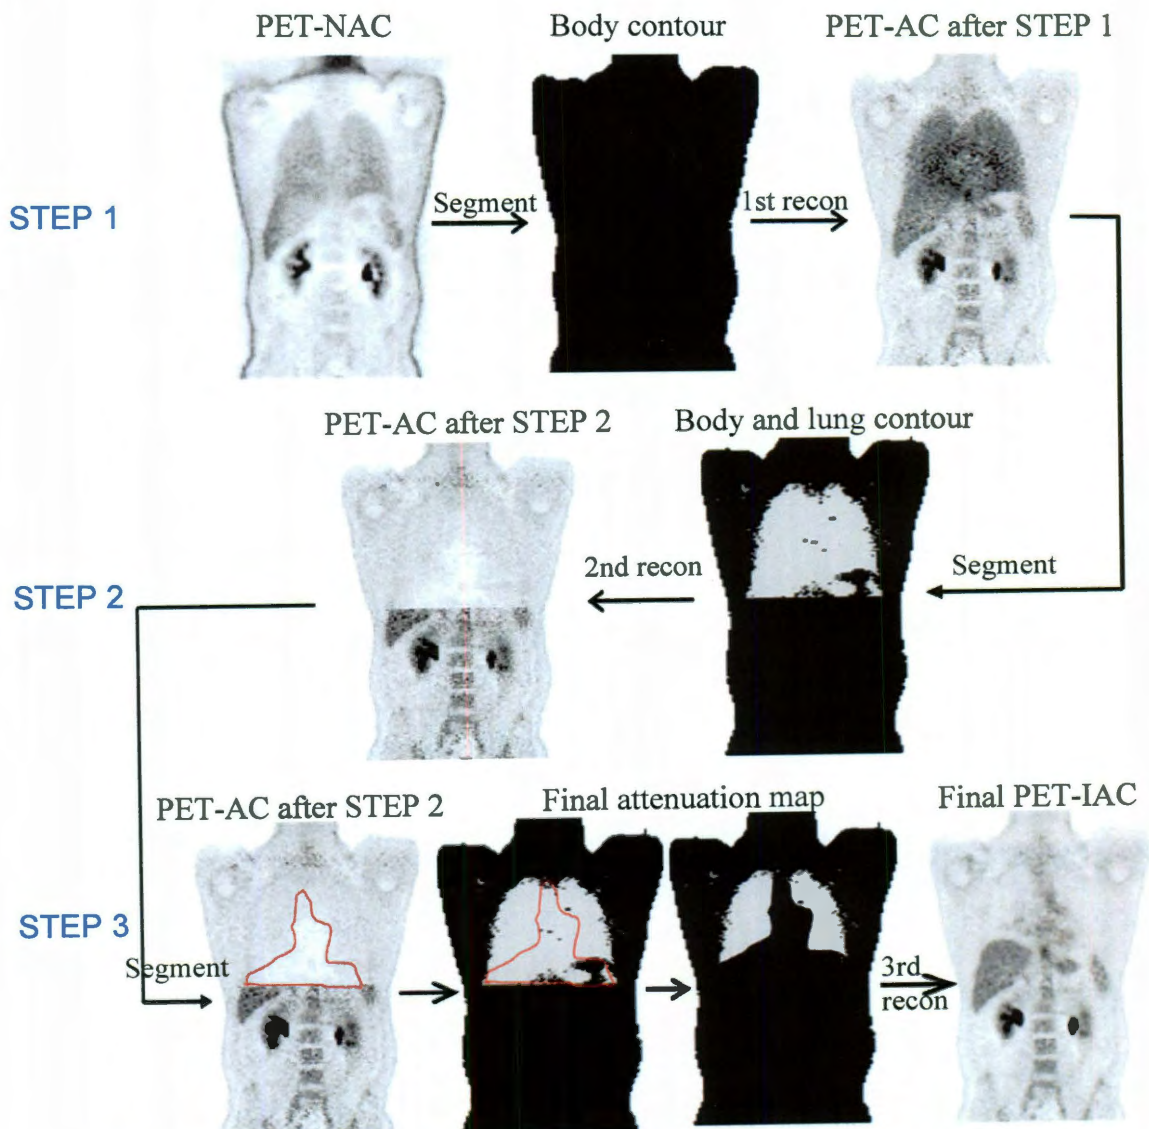 PET-NAC
Body contour
PET-AC after STEP 1
STEP 1
Segment
1st recon
PET-AC after STEP 2
Body and lung contour
STEP 2
2nd recon
Segment
PET-AC after STEP 2
Final attenuation map
Final PET-IAC
STEP 3
Segment
3rd
recon